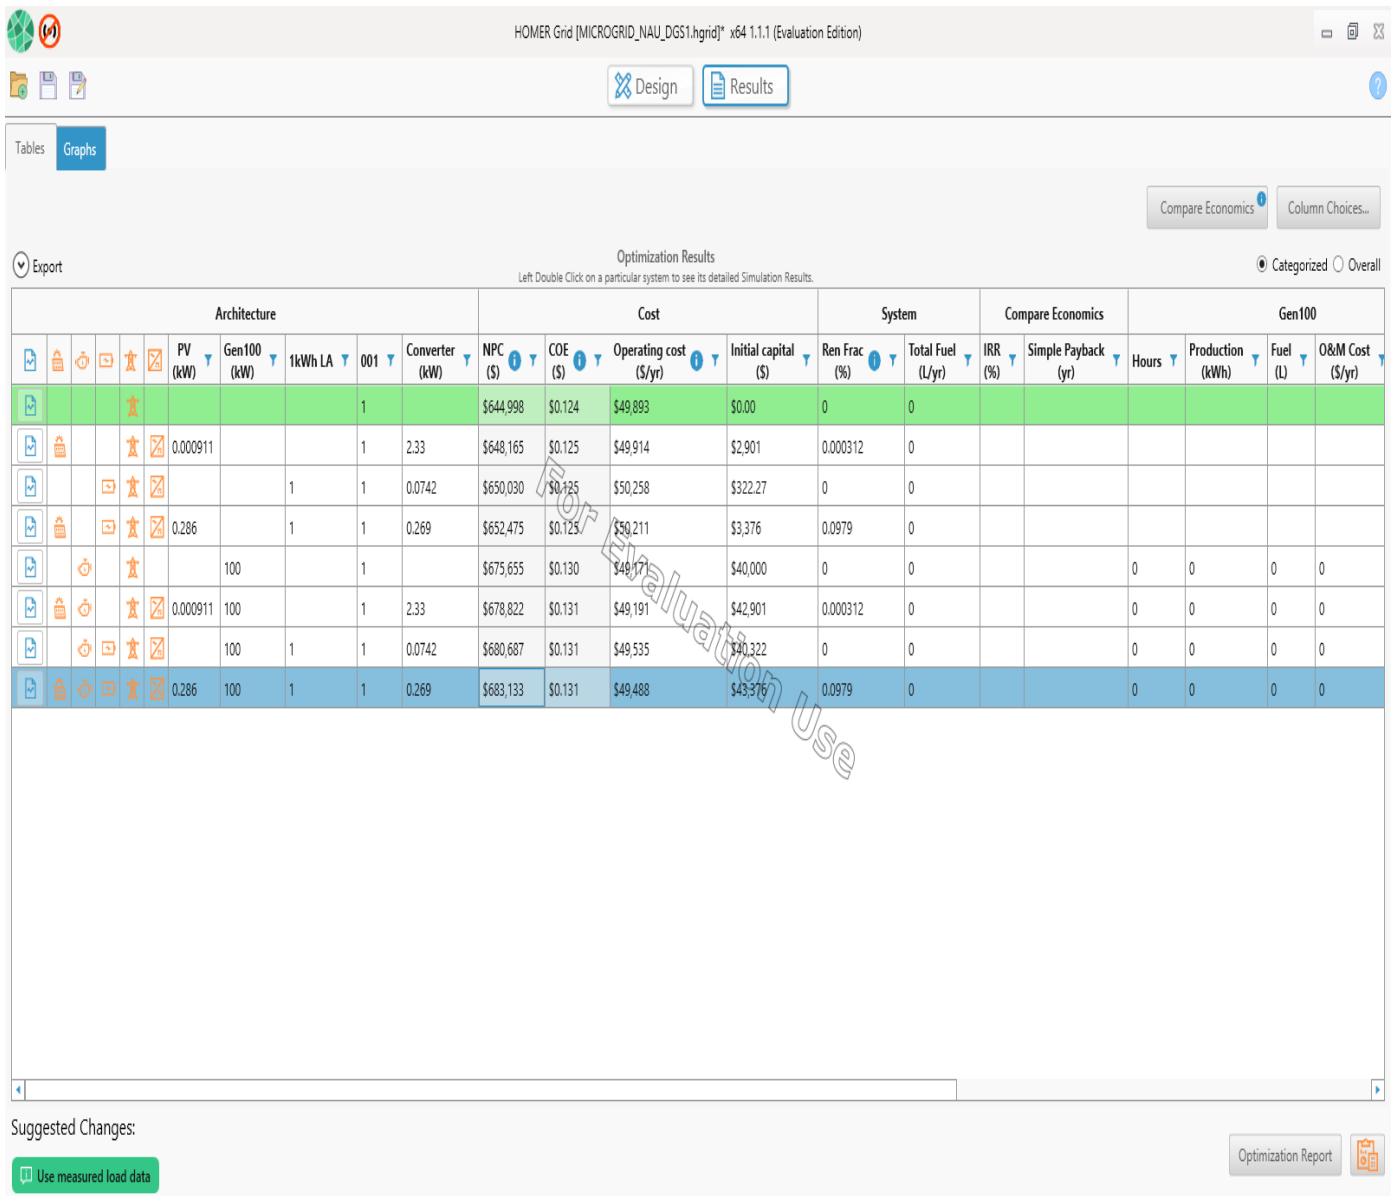 HOMER Grid [MICROGRID_NAU_DGS1.hgrid]* x64 1.1.1 (Evaluation Edition)
Design Results
Tables Graphs
Compare Economics Column Choices...
Export Optimization Results Categorized Overall
Left Double Click on a particular system to see its detailed Simulation Results.
Architecture Cost System Compare Economics Gen100
PV (kW) Gen100 (kW) 1kWh LA 001 Converter (kW) NPC ($) COE ($) Operating cost ($/yr) Initial capital ($) Ren Frac (%) Total Fuel (L/yr) IRR (%) Simple Payback (yr) Hours Production (kWh) Fuel (L) O&M Cost ($/yr)
1 $644,998 $0.124 $49,893 $0.00 0 0
0.000911 1 2.33 $648,165 $0.125 $49,914 $2,901 0.000312 0
1 1 0.0742 $650,030 $0.125 $50,258 $322.27 0 0
0.286 1 1 0.269 $652,475 $0.125 $50,211 $3,376 0.0979 0
100 1 $675,655 $0.130 $49,171 $40,000 0 0 0 0 0 0
0.000911 100 1 2.33 $678,822 $0.131 $49,191 $42,901 0.000312 0 0 0 0 0
100 1 1 0.0742 $680,687 $0.131 $49,535 $40,322 0 0 0 0 0 0
0.286 100 1 1 0.269 $683,133 $0.131 $49,488 $43,376 0.0979 0 0 0 0 0
For Evaluation Use
Suggested Changes:
Use measured load data
Optimization Report